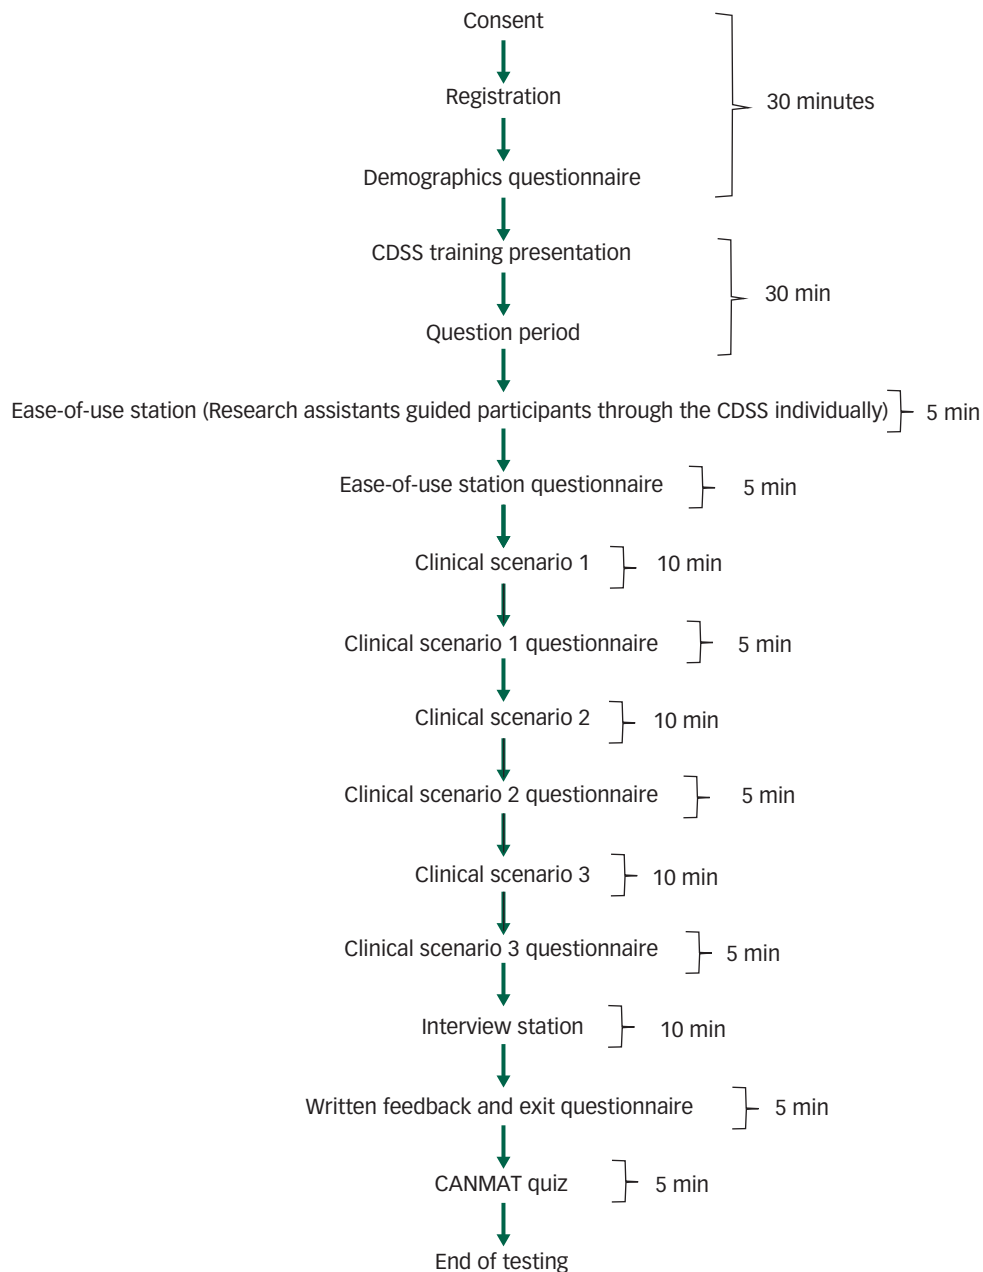 Consent
Registration
30 minutes
Demographics questionnaire
CDSS training presentation
30 min
Question period
Ease-of-use station (Research assistants guided participants through the CDSS individually) 5 min
Ease-of-use station questionnaire 5 min
Clinical scenario 1 10 min
Clinical scenario 1 questionnaire 5 min
Clinical scenario 2 10 min
Clinical scenario 2 questionnaire 5 min
Clinical scenario 3 10 min
Clinical scenario 3 questionnaire 5 min
Interview station 10 min
Written feedback and exit questionnaire 5 min
CANMAT quiz 5 min
End of testing